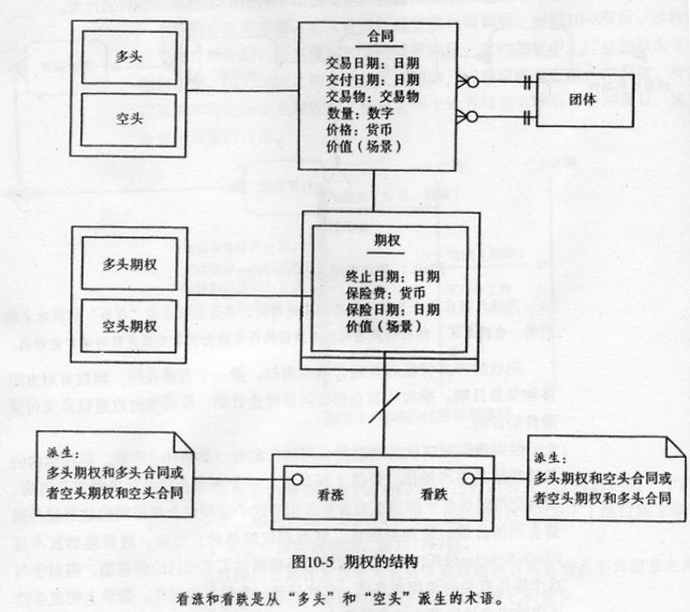 多头
空头
合同
交易日期：日期
交付日期：日期
交易物：交易物
数量：数字
价格：货币
价值（场景）
团体
多头期权
空头期权
期权
终止日期：日期
保险费：货币
保险日期：日期
价值（场景）
派生：
多头期权和多头合同或
者空头期权和空头合同
看涨
看跌
派生：
多头期权和空头合同或
者空头期权和多头合同
图10-5 期权的结构
看涨和看跌是从“多头”和“空头”派生的术语。